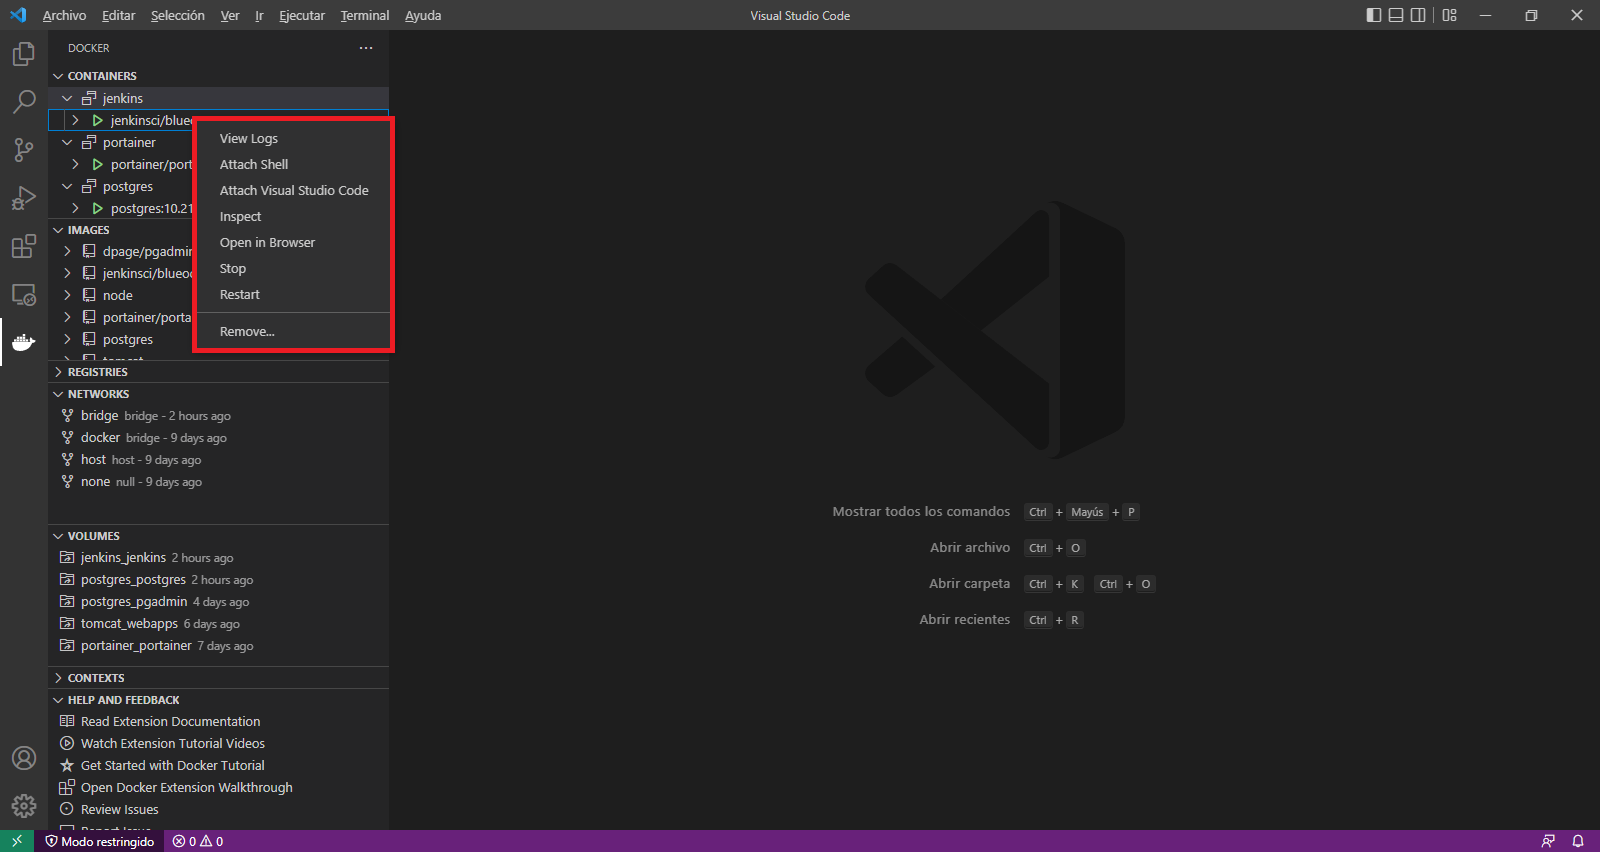 Archivo Editar Selección Ver Ir Ejecutar Terminal Ayuda
Visual Studio Code
DOCKER
CONTAINERS
jenkins
jenkinsci/blueo
portainer
portainer/port
postgres
postgres:10.21
View Logs
Attach Shell
Attach Visual Studio Code
Inspect
Open in Browser
Stop
Restart
Remove...
IMAGES
dpage/pgadmin
jenkinsci/blueo
node
portainer/porta
postgres
tomcat
REGISTRIES
NETWORKS
bridge bridge - 2 hours ago
docker bridge - 9 days ago
host host - 9 days ago
none null - 9 days ago
VOLUMES
jenkins_jenkins 2 hours ago
postgres_postgres 2 hours ago
postgres_pgadmin 4 days ago
tomcat_webapps 6 days ago
portainer_portainer 7 days ago
CONTEXTS
HELP AND FEEDBACK
Read Extension Documentation
Watch Extension Tutorial Videos
Get Started with Docker Tutorial
Open Docker Extension Walkthrough
Review Issues
Report Issue
Mostrar todos los comandos Ctrl + Mayús + P
Abrir archivo Ctrl + O
Abrir carpeta Ctrl + K Ctrl + O
Abrir recientes Ctrl + R
Modo restringido 0 0